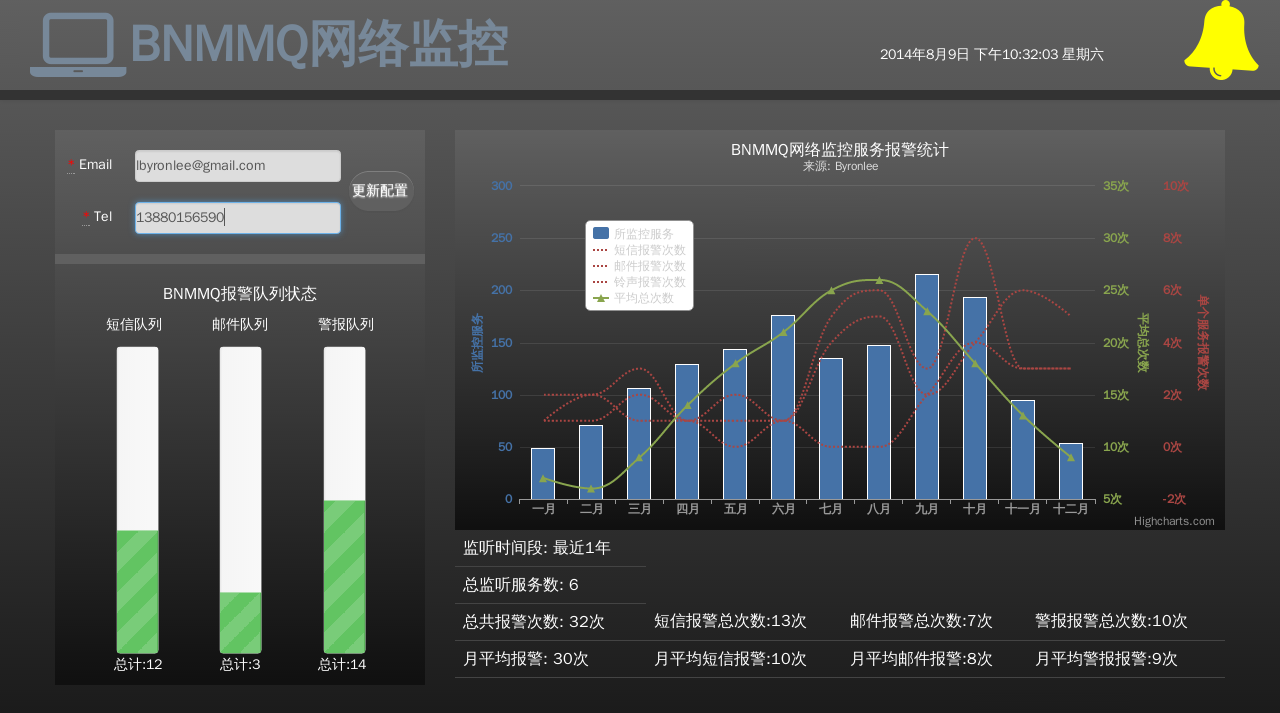 BNMMQ网络监控
2014年8月9日 下午10:32:03 星期六
* Email
lbyronlee@gmail.com
* Tel
13880156590
更新配置
BNMMQ报警队列状态
短信队列 邮件队列 警报队列
总计:12 总计:3 总计:14
BNMMQ网络监控服务报警统计
来源: Byronlee
300 35次 10次
250 30次 8次
200 25次 6次
150 20次 4次
100 15次 2次
50 10次 0次
0 5次 -2次
所监控服务
平均总次数
单个服务报警次数
所监控服务
短信报警次数
邮件报警次数
铃声报警次数
平均总次数
一月 二月 三月 四月 五月 六月 七月 八月 九月 十月 十一月 十二月
Highcharts.com
监听时间段: 最近1年
总监听服务数: 6
总共报警次数: 32次 短信报警总次数:13次 邮件报警总次数:7次 警报报警总次数:10次
月平均报警: 30次 月平均短信报警:10次 月平均邮件报警:8次 月平均警报报警:9次